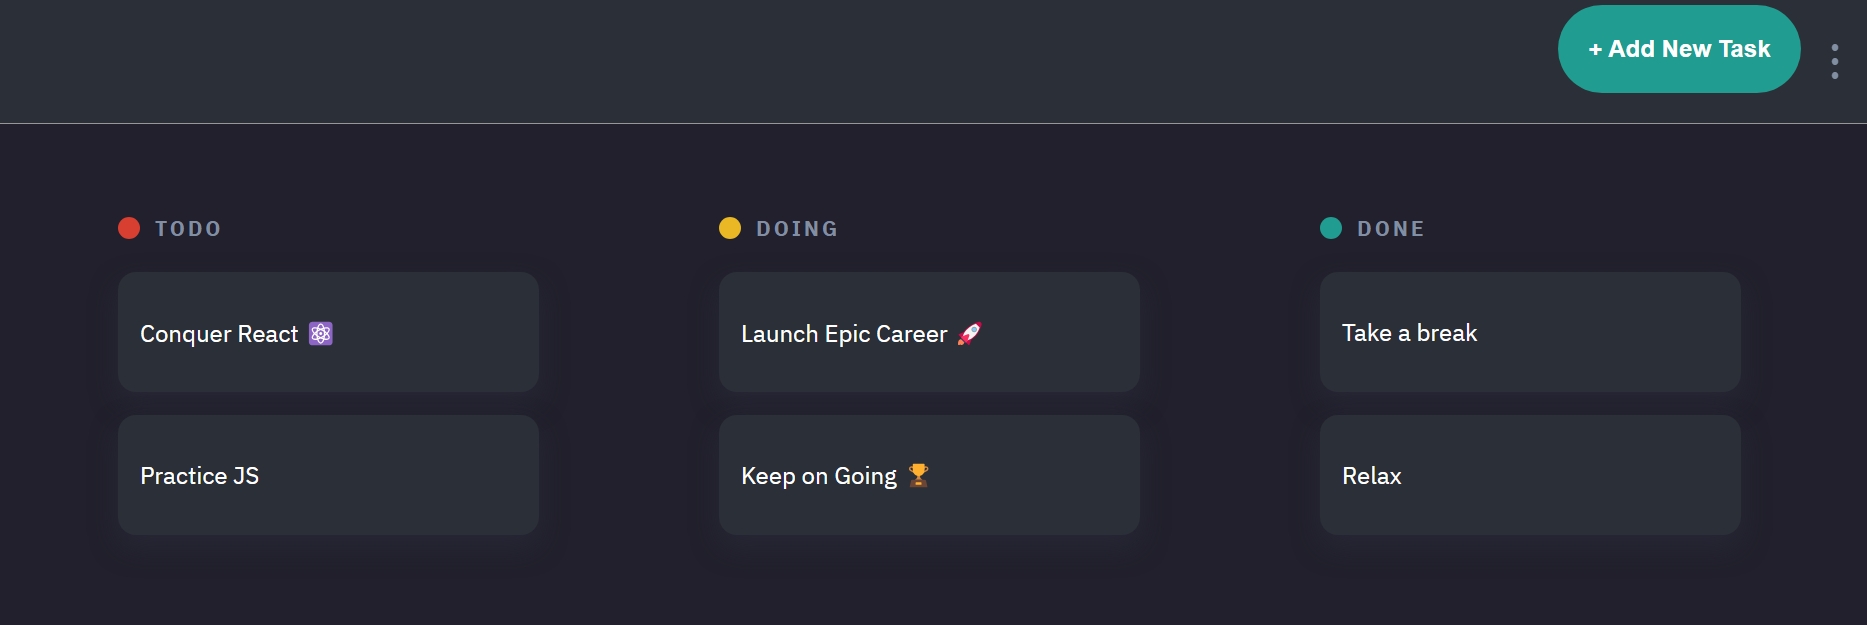 + Add New Task
TODO
DOING
DONE
Conquer React ⚛️
Launch Epic Career 🚀
Take a break
Practice JS
Keep on Going 🏆
Relax